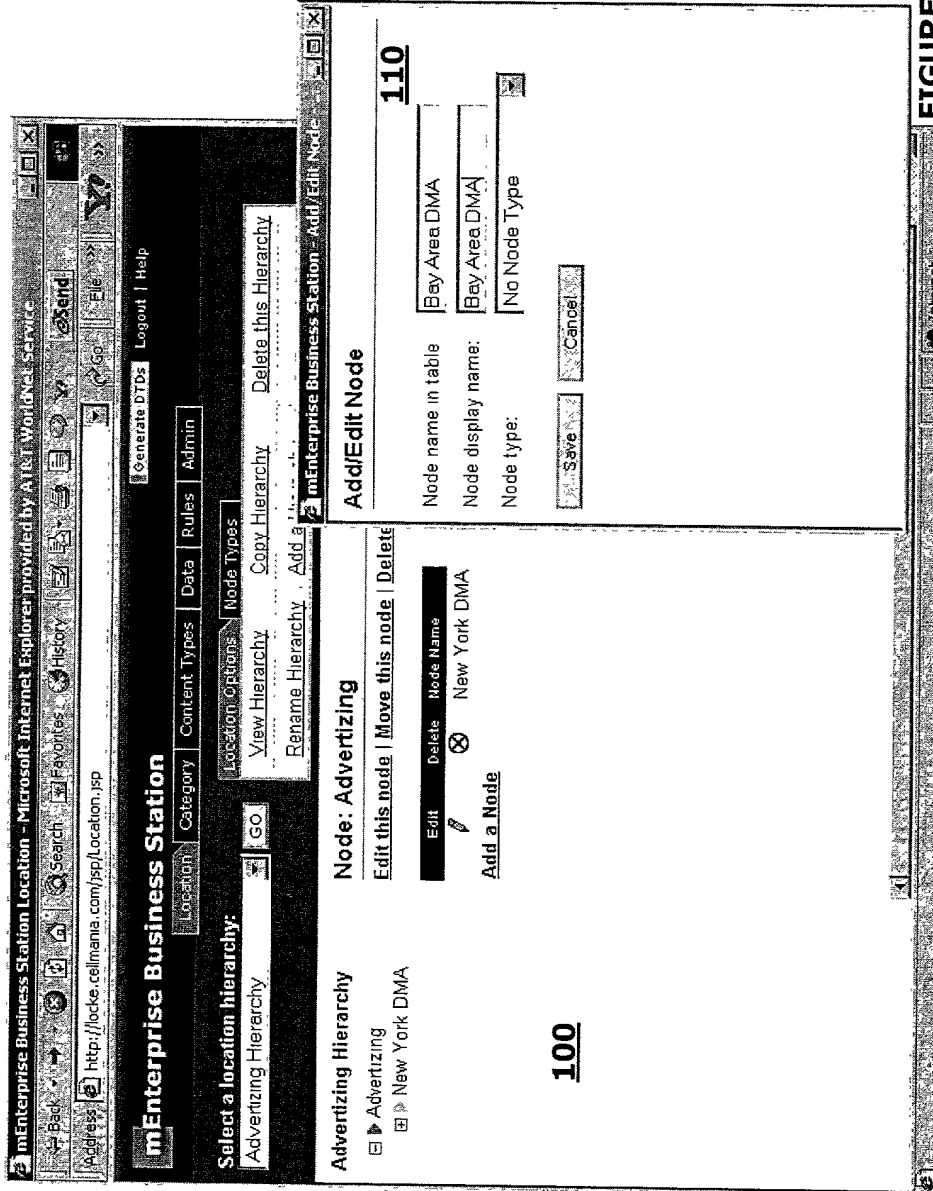 mEnterprise Business Station Location - Microsoft Internet Explorer provided by AT&T WorldNet Service
Back Search Favorites History Send
Address http://locke.cellmania.com/jsp/Location.jsp Go File Y!
mEnterprise Business Station
Generate DTDs Logout | Help
Location Category Content Types Data Rules Admin
Select a location hierarchy:
Advertizing Hierarchy GO
Location Options Node Types
View Hierarchy Copy Hierarchy Delete this Hierarchy
Rename Hierarchy Add a
Advertizing Hierarchy
Advertizing
New York DMA
100
Node: Advertizing
Edit this node | Move this node | Delete
Edit Delete Node Name
New York DMA
Add a Node
mEnterprise Business Station - Add/Edit Node
Add/Edit Node
110
Node name in table Bay Area DMA
Node display name: Bay Area DMA
Node type: No Node Type
Save Cancel
FIGURE